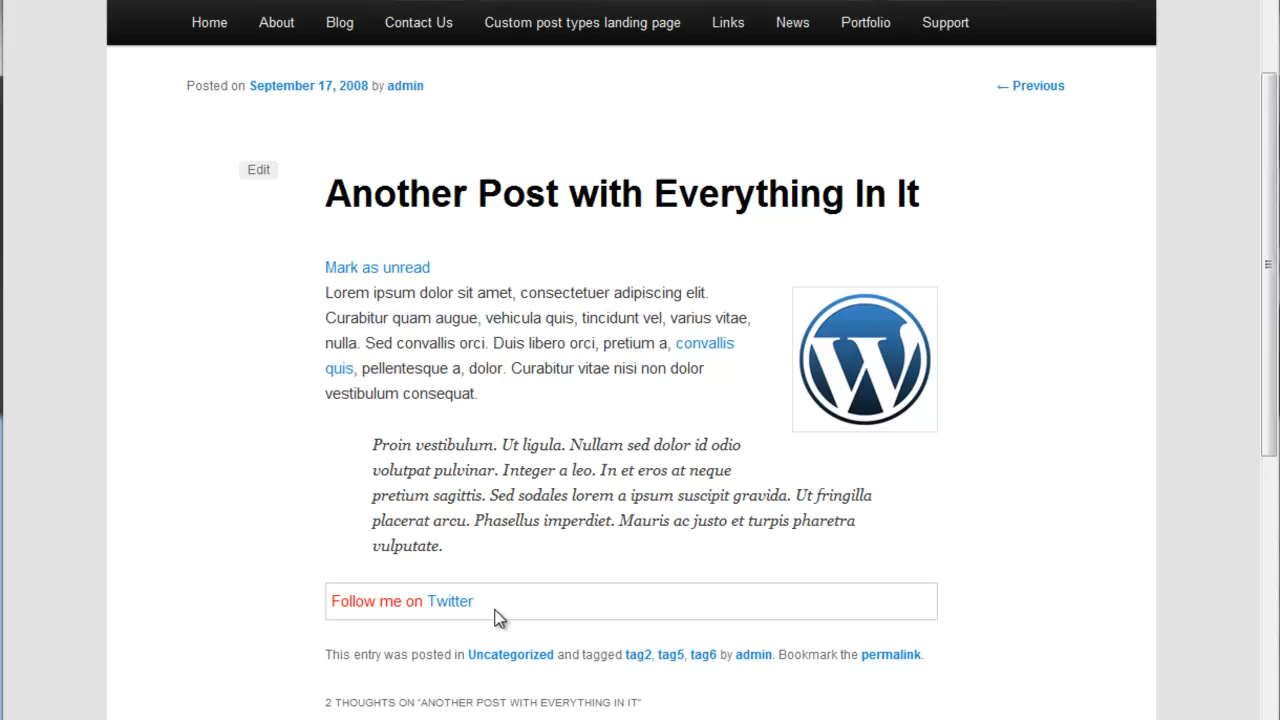 Home About Blog Contact Us Custom post types landing page Links News Portfolio Support
Posted on September 17, 2008 by admin ← Previous
Edit
Another Post with Everything In It
Mark as unread
Lorem ipsum dolor sit amet, consectetuer adipiscing elit.
Curabitur quam augue, vehicula quis, tincidunt vel, varius vitae,
nulla. Sed convallis orci. Duis libero orci, pretium a, convallis
quis, pellentesque a, dolor. Curabitur vitae nisi non dolor
vestibulum consequat.
Proin vestibulum. Ut ligula. Nullam sed dolor id odio
volutpat pulvinar. Integer a leo. In et eros at neque
pretium sagittis. Sed sodales lorem a ipsum suscipit gravida. Ut fringilla
placerat arcu. Phasellus imperdiet. Mauris ac justo et turpis pharetra
vulputate.
Follow me on Twitter
This entry was posted in Uncategorized and tagged tag2, tag5, tag6 by admin. Bookmark the permalink.
2 THOUGHTS ON “ANOTHER POST WITH EVERYTHING IN IT”